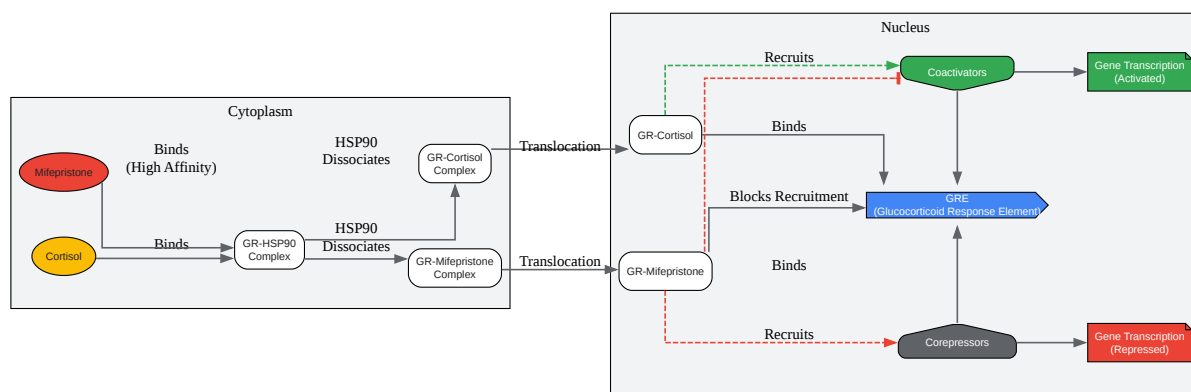 Nucleus
Recruits
Coactivators
Gene Transcription
(Activated)
Cytoplasm
GR-Cortisol
Binds
Binds
(High Affinity)
HSP90
Dissociates
GR-Cortisol
Complex
Translocation
Mifepristone
Blocks Recruitment
GRE
(Glucocorticoid Response Element)
Cortisol
Binds
GR-HSP90
Complex
HSP90
Dissociates
GR-Mifepristone
Complex
Translocation
GR-Mifepristone
Binds
Recruits
Corepressors
Gene Transcription
(Repressed)